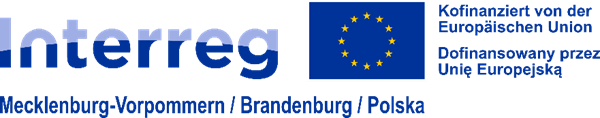 Interreg
Kofinanziert von der
Europäischen Union
Dofinansowany przez
Unię Europejską
Mecklenburg-Vorpommern / Brandenburg / Polska